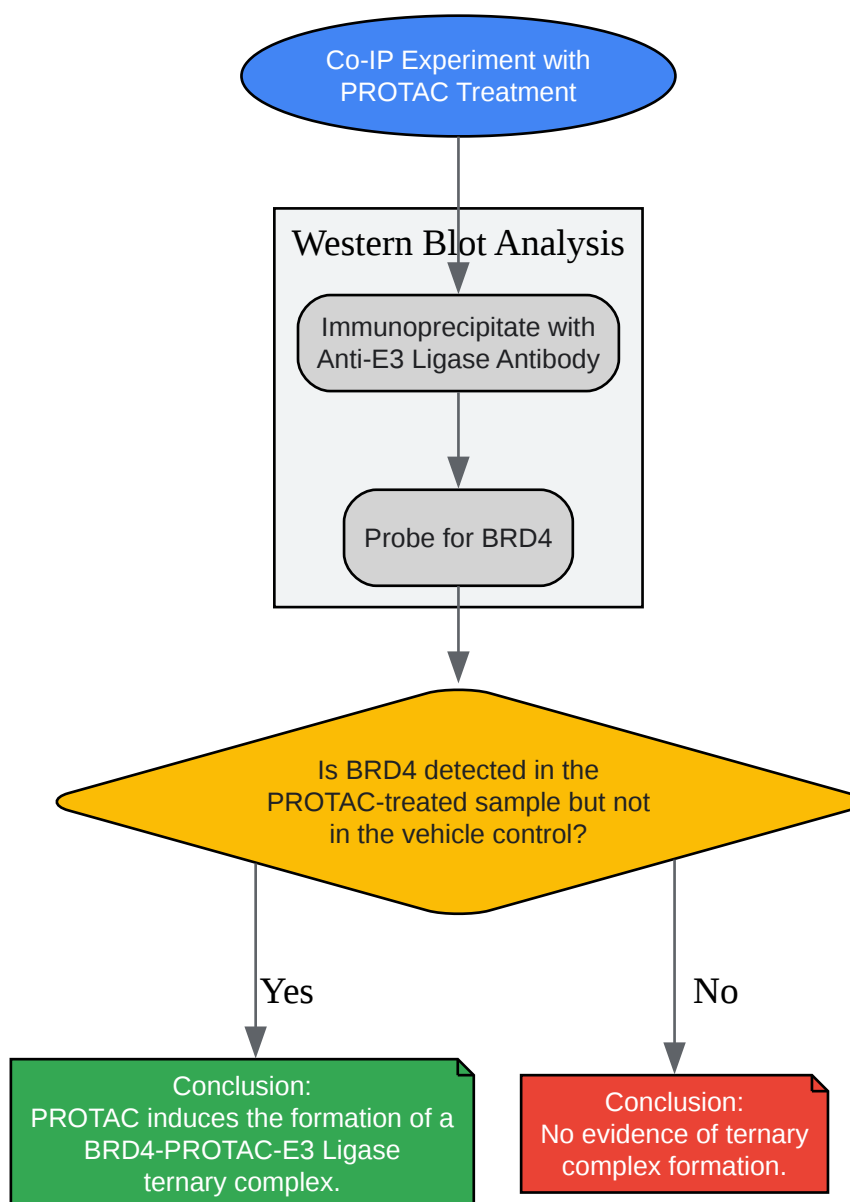 Co-IP Experiment with
PROTAC Treatment
Western Blot Analysis
Immunoprecipitate with
Anti-E3 Ligase Antibody
Probe for BRD4
Is BRD4 detected in the
PROTAC-treated sample but not
in the vehicle control?
Yes
No
Conclusion:
PROTAC induces the formation of a
BRD4-PROTAC-E3 Ligase
ternary complex.
Conclusion:
No evidence of ternary
complex formation.